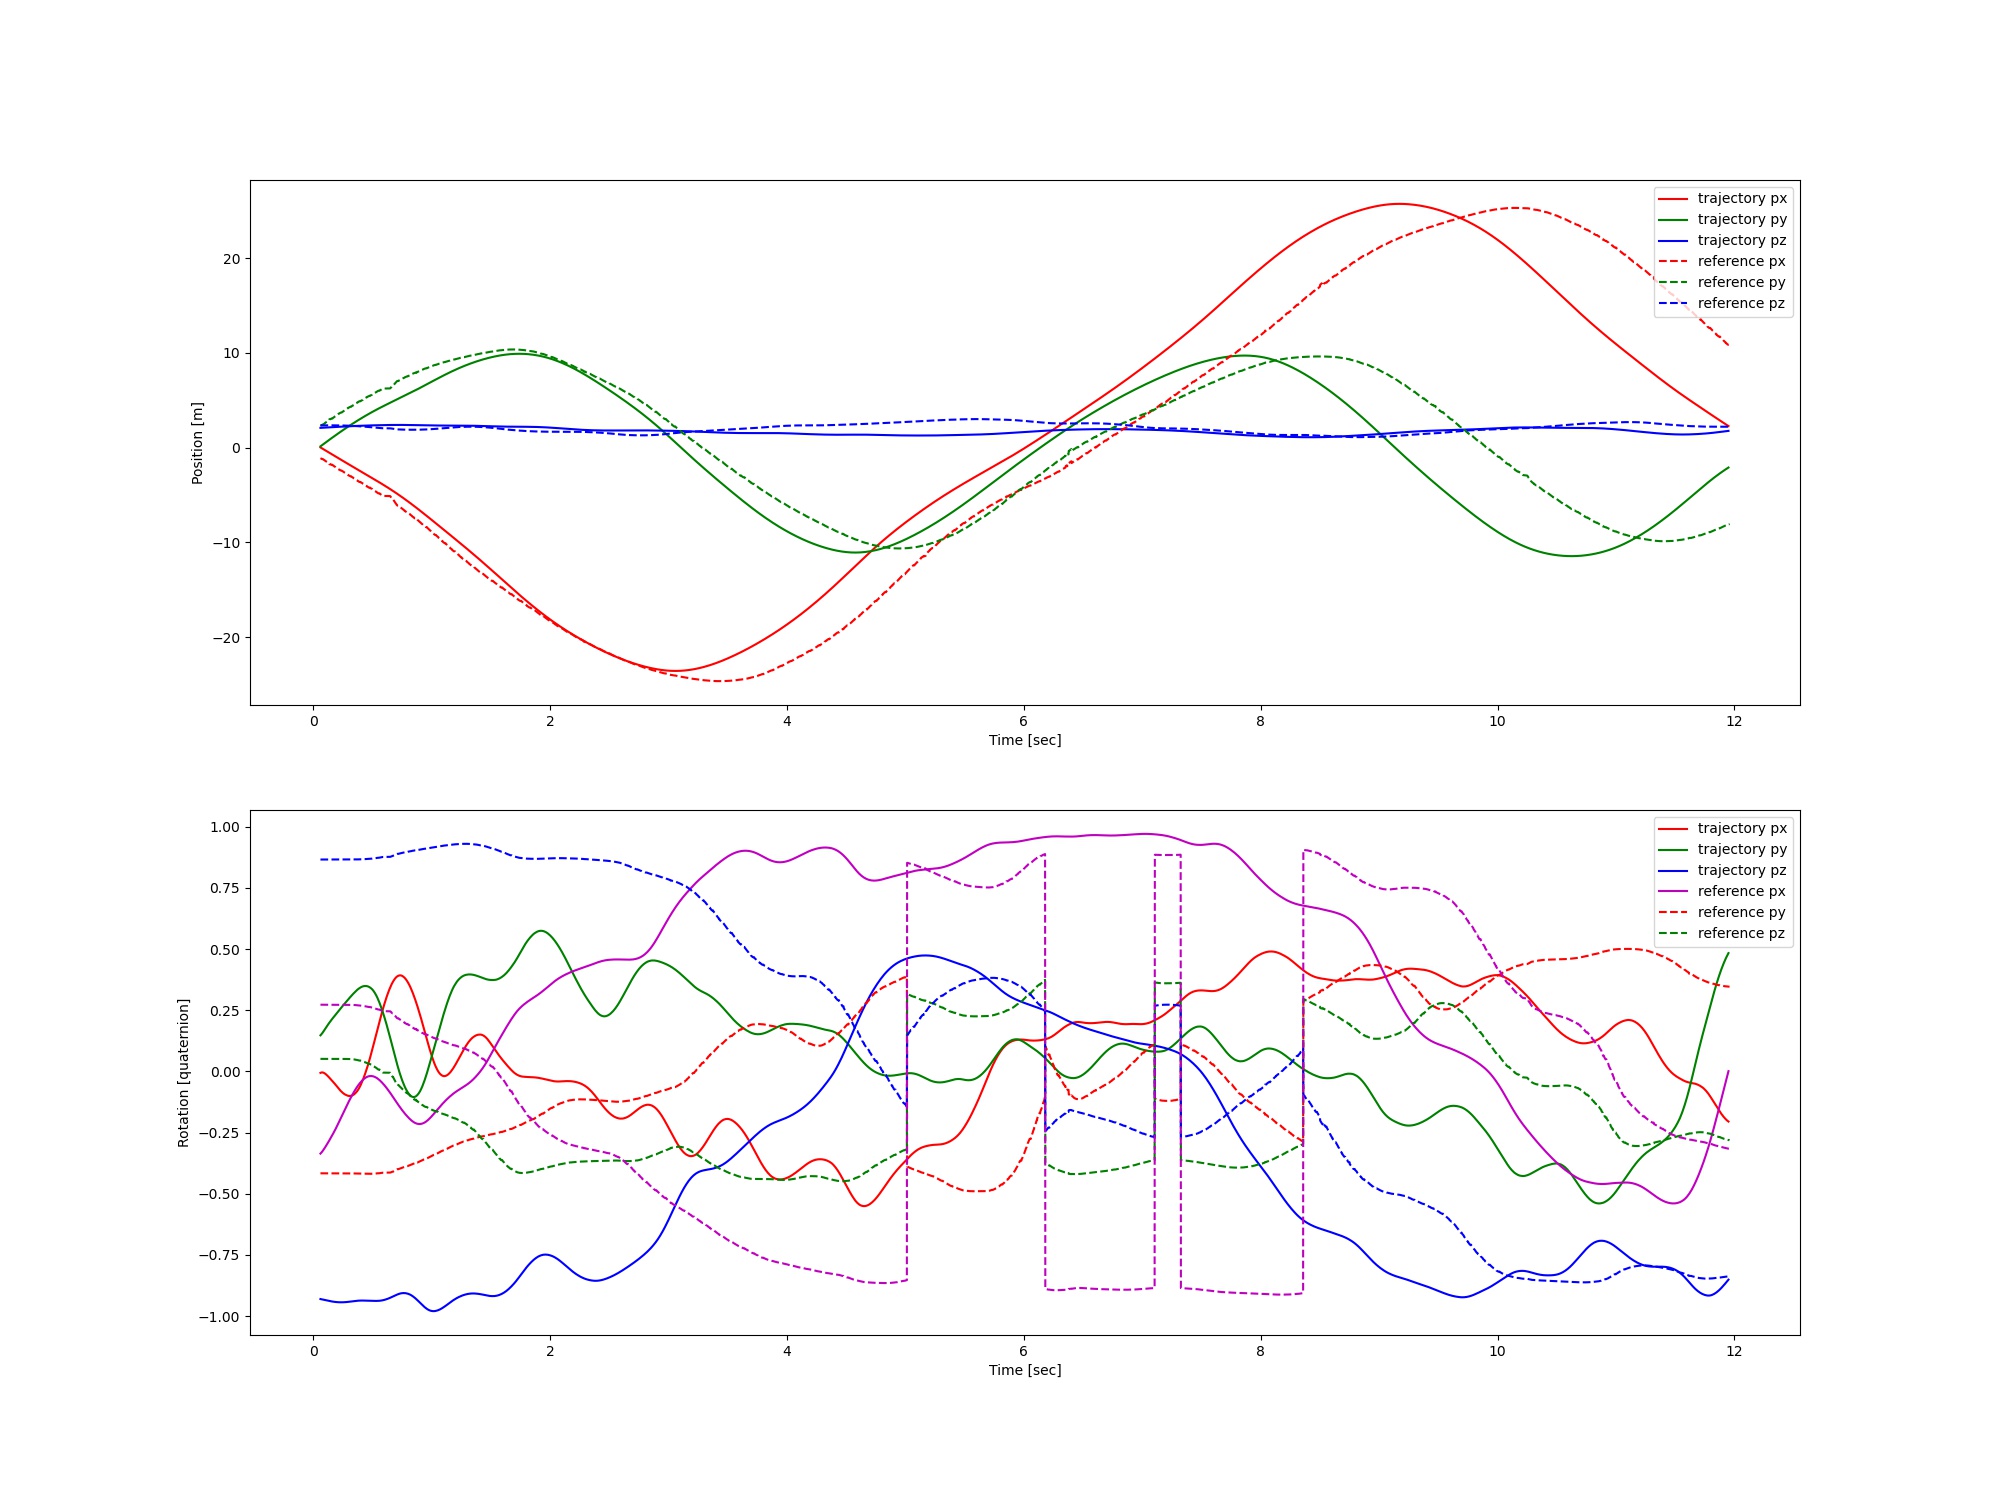 trajectory px
trajectory py
trajectory pz
reference px
reference py
reference pz
20
10
0
−10
−20
Position [m]
0 2 4 6 8 10 12
Time [sec]
trajectory px
trajectory py
trajectory pz
reference px
reference py
reference pz
1.00
0.75
0.50
0.25
0.00
−0.25
−0.50
−0.75
−1.00
Rotation [quaternion]
0 2 4 6 8 10 12
Time [sec]